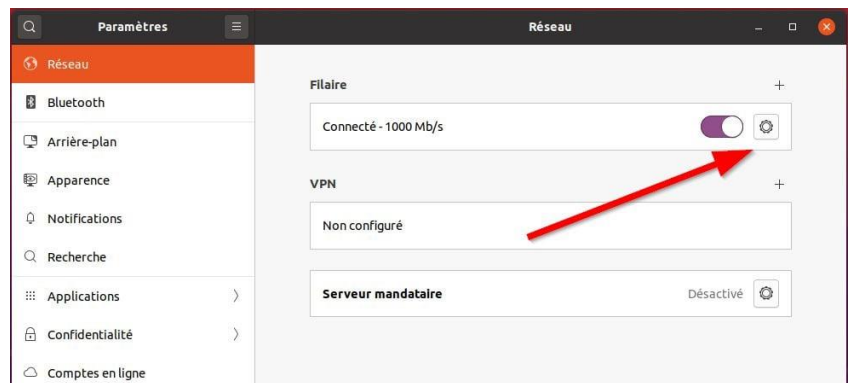 Paramètres
Réseau
Réseau
Bluetooth
Arrière-plan
Apparence
Notifications
Recherche
Applications
Confidentialité
Comptes en ligne
Filaire
Connecté - 1000 Mb/s
VPN
Non configuré
Serveur mandataire Désactivé